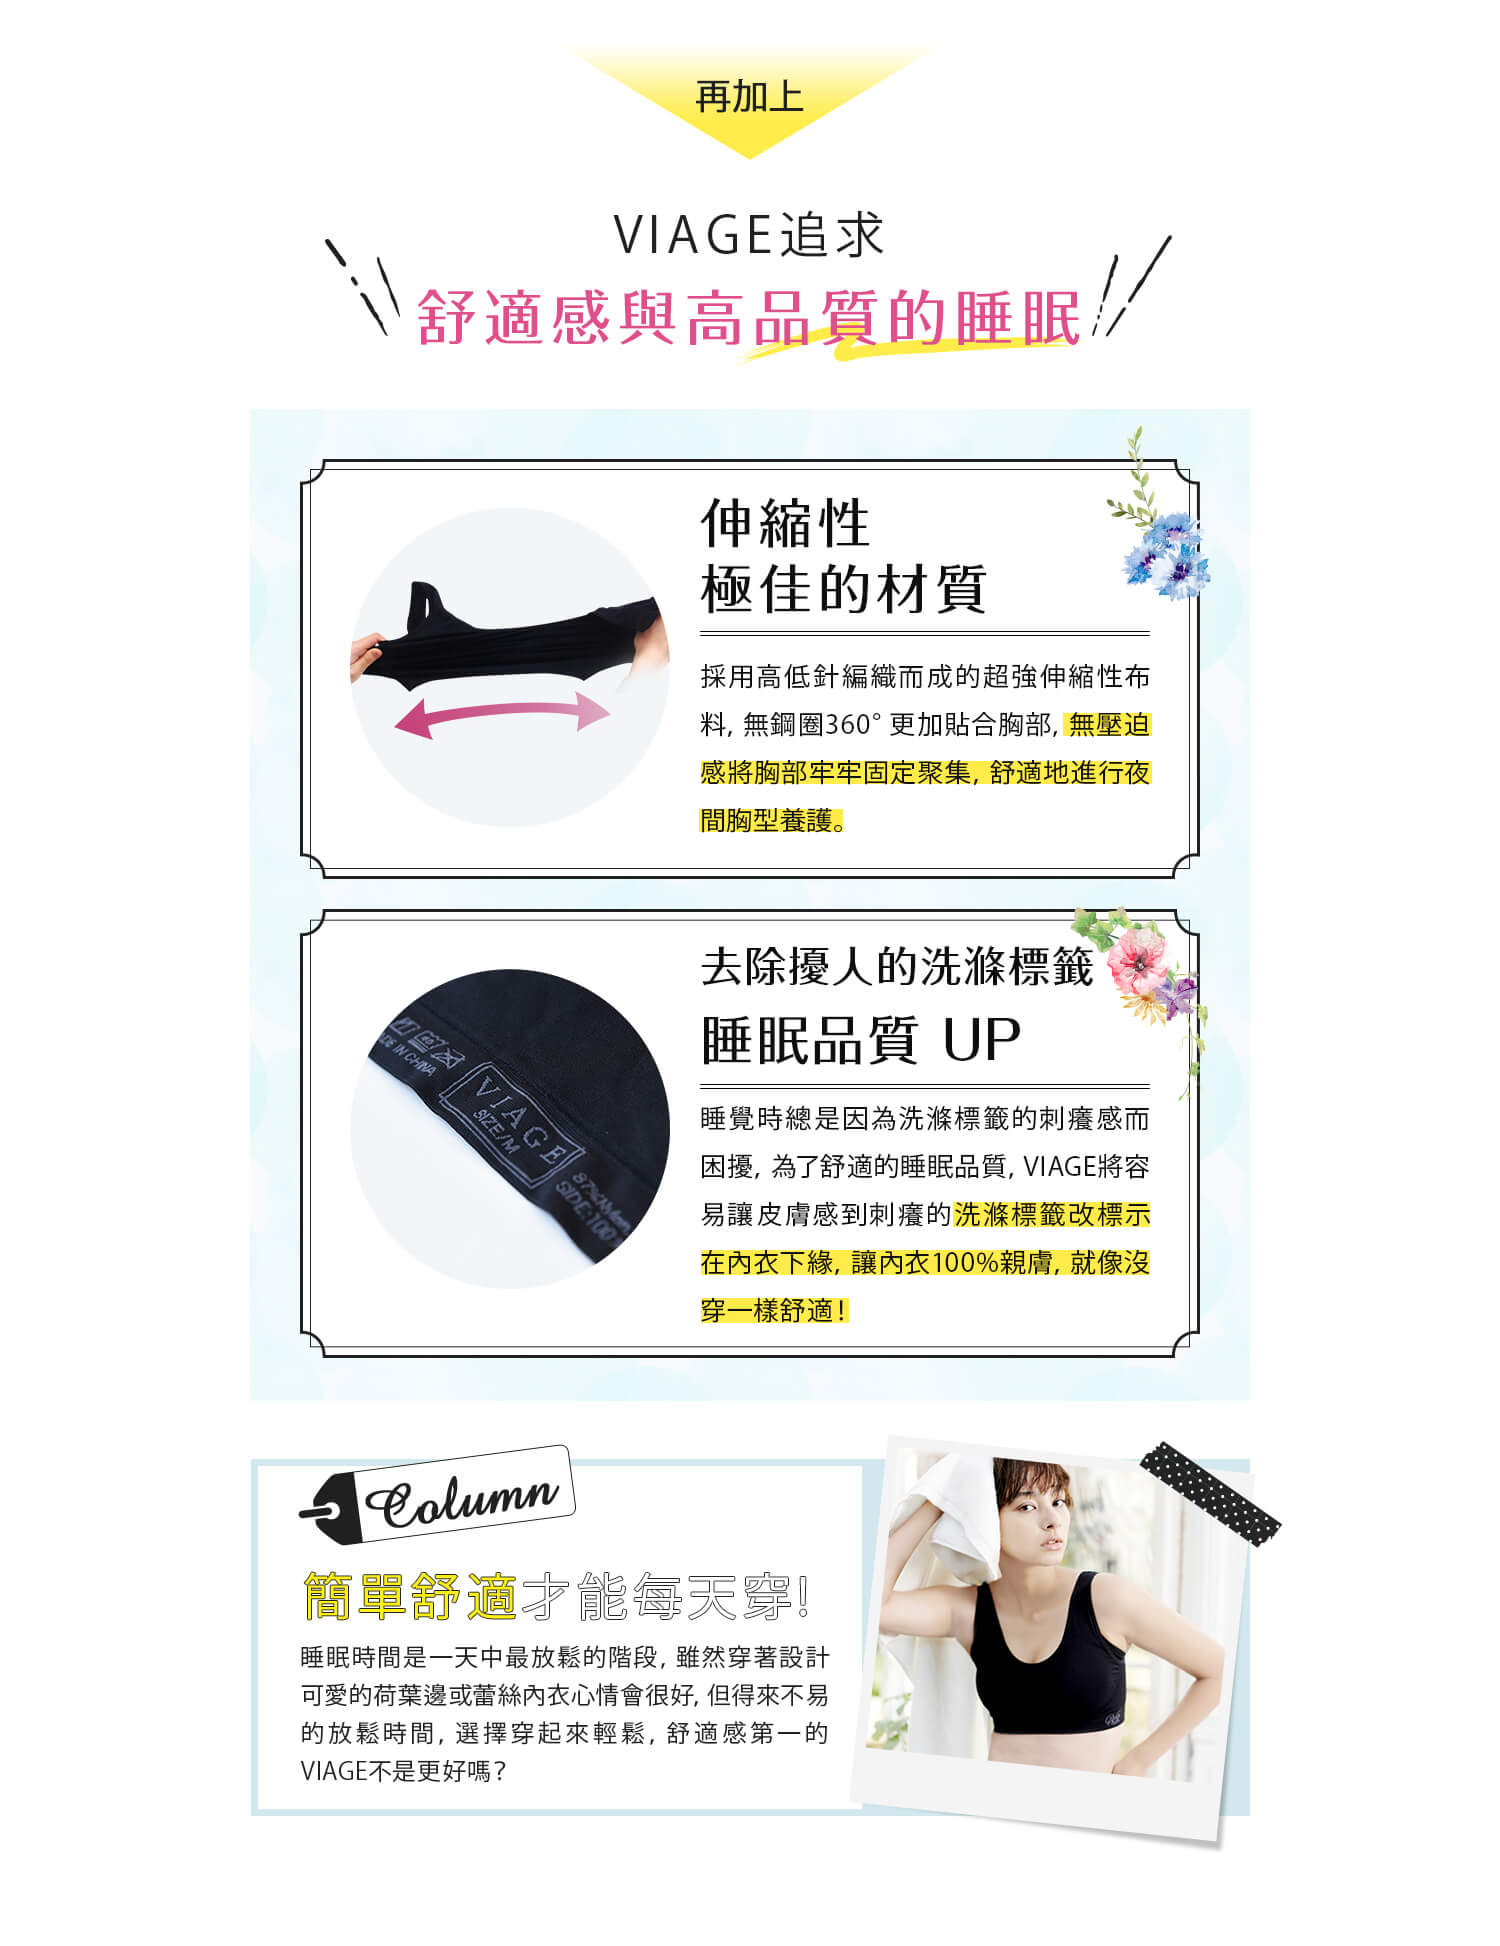 再加上
VIAGE追求
舒適感與高品質的睡眠
伸縮性
極佳的材質
採用高低針編織而成的超強伸縮性布
料, 無鋼圈360° 更加貼合胸部, 無壓迫
感將胸部牢牢固定聚集, 舒適地進行夜
間胸型養護。
去除擾人的洗滌標籤
睡眠品質 UP
MADE IN CHINA
VIAGE
SIZE/M
87%Nylon
SIDE:100
睡覺時總是因為洗滌標籤的刺癢感而
困擾, 為了舒適的睡眠品質, VIAGE將容
易讓皮膚感到刺癢的洗滌標籤改標示
在內衣下緣, 讓內衣100%親膚, 就像沒
穿一樣舒適!
Column
簡單舒適才能每天穿!
睡眠時間是一天中最放鬆的階段, 雖然穿著設計
可愛的荷葉邊或蕾絲內衣心情會很好, 但得來不易
的放鬆時間, 選擇穿起來輕鬆, 舒適感第一的
VIAGE不是更好嗎?